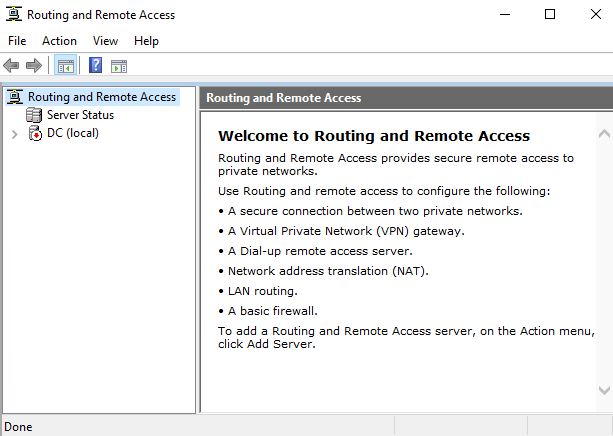 Routing and Remote Access
File Action View Help
Routing and Remote Access
Server Status
DC (local)
Routing and Remote Access
Welcome to Routing and Remote Access
Routing and Remote Access provides secure remote access to
private networks.
Use Routing and remote access to configure the following:
• A secure connection between two private networks.
• A Virtual Private Network (VPN) gateway.
• A Dial-up remote access server.
• Network address translation (NAT).
• LAN routing.
• A basic firewall.
To add a Routing and Remote Access server, on the Action menu,
click Add Server.
Done